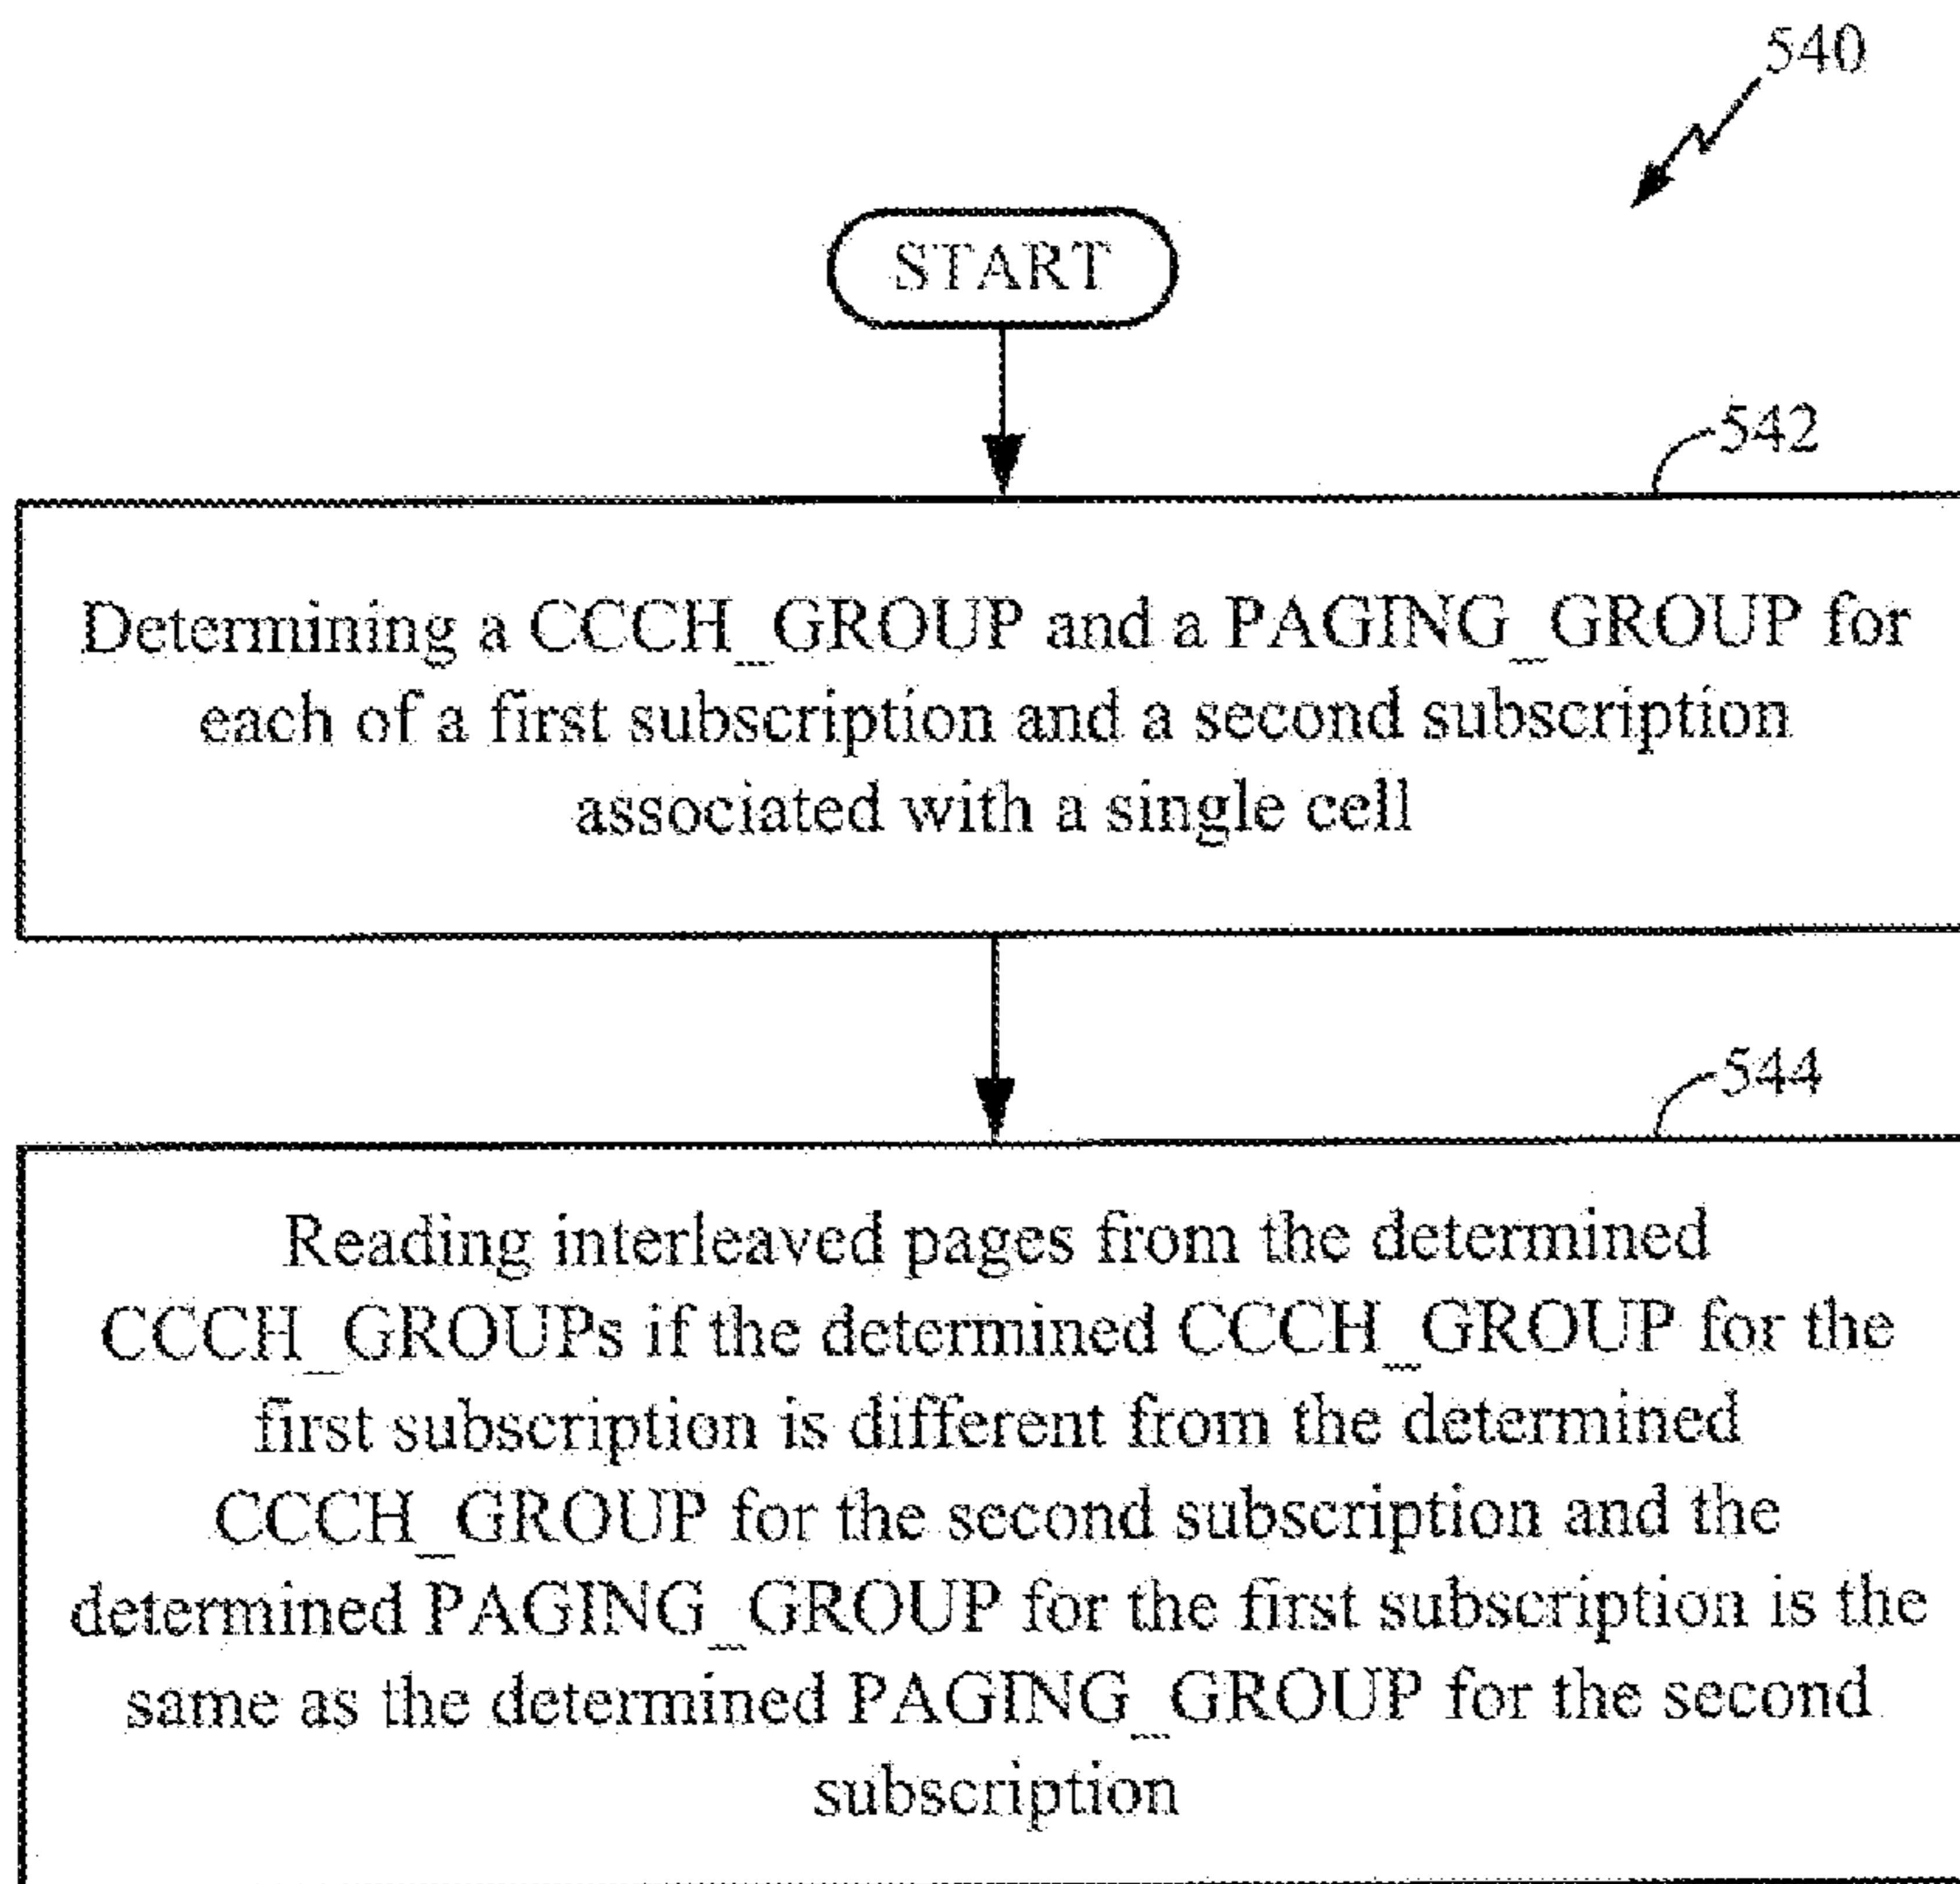 540
START
542
Determining a CCCH_GROUP and a PAGING_GROUP for
each of a first subscription and a second subscription
associated with a single cell
544
Reading interleaved pages from the determined
CCCH_GROUPs if the determined CCCH_GROUP for the
first subscription is different from the determined
CCCH_GROUP for the second subscription and the
determined PAGING_GROUP for the first subscription is the
same as the determined PAGING_GROUP for the second
subscription